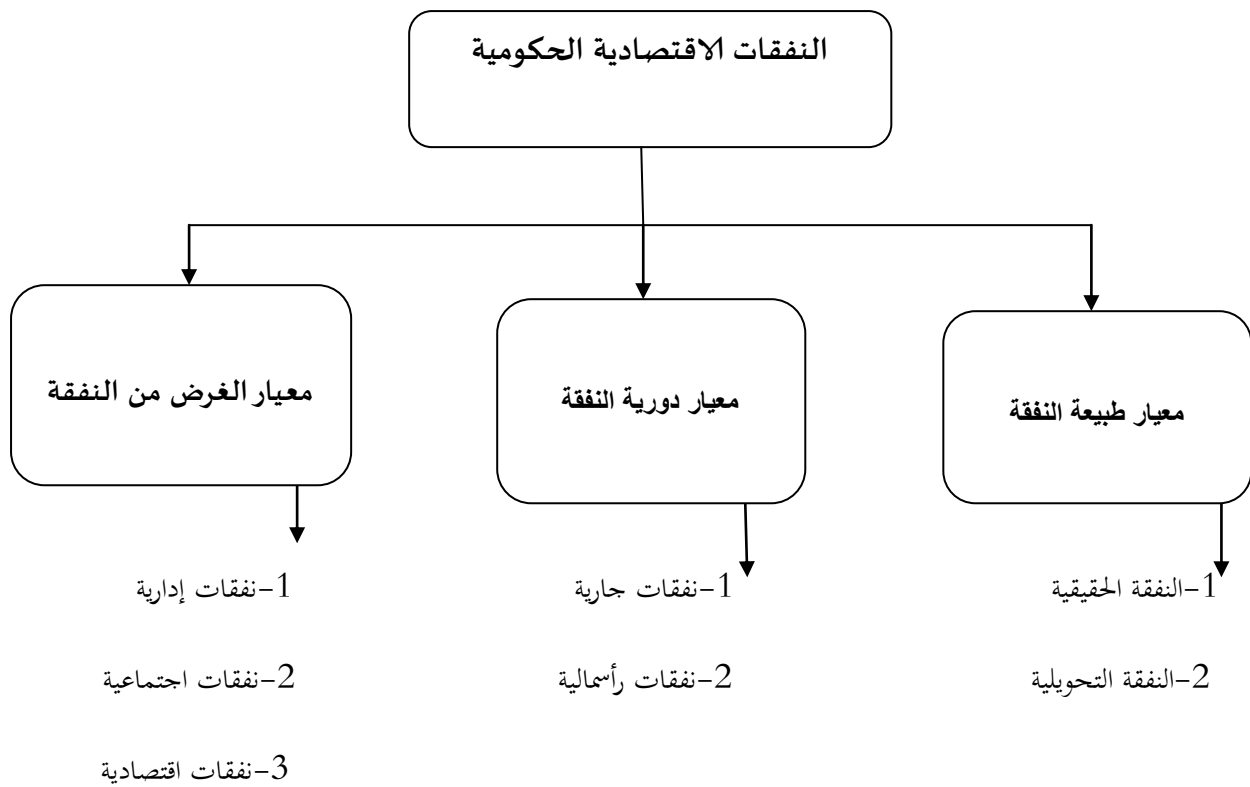 النفقات الاقتصادية الحكومية
معيار طبيعة النفقة
معيار دورية النفقة
معيار الغرض من النفقة
1-النفقة الحقيقية
2-النفقة التحويلية
1-نفقات جارية
2-نفقات رأسمالية
1-نفقات إدارية
2-نفقات اجتماعية
3-نفقات اقتصادية